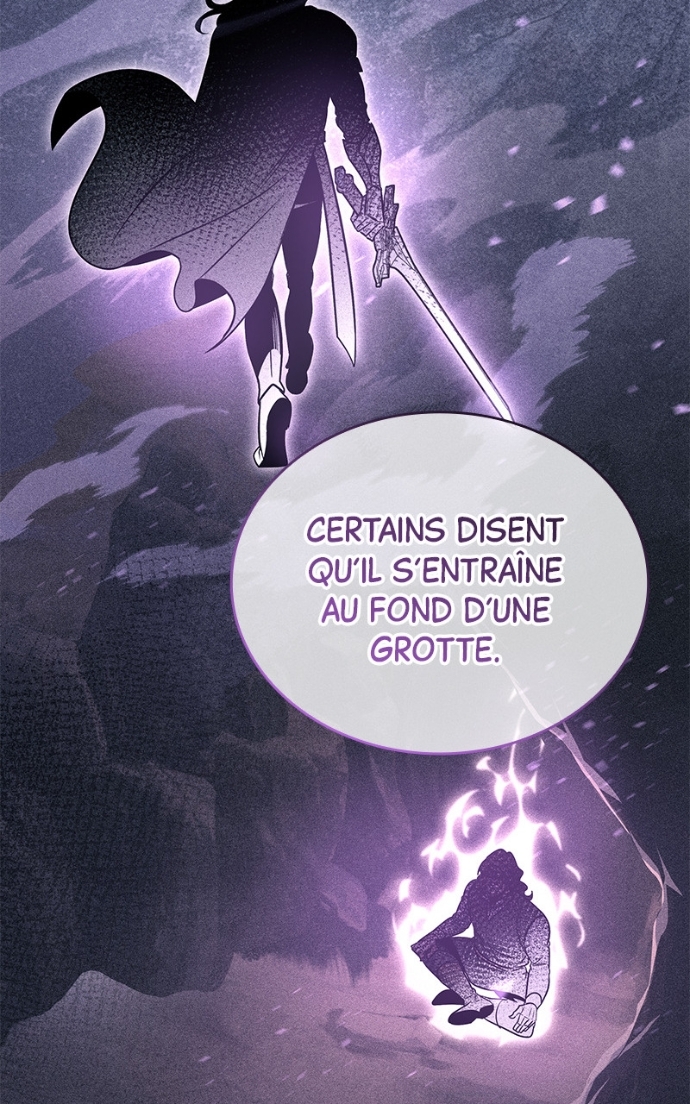 CERTAINS DISENT
QU'IL S'ENTRAÎNE
AU FOND D'UNE
GROTTE.